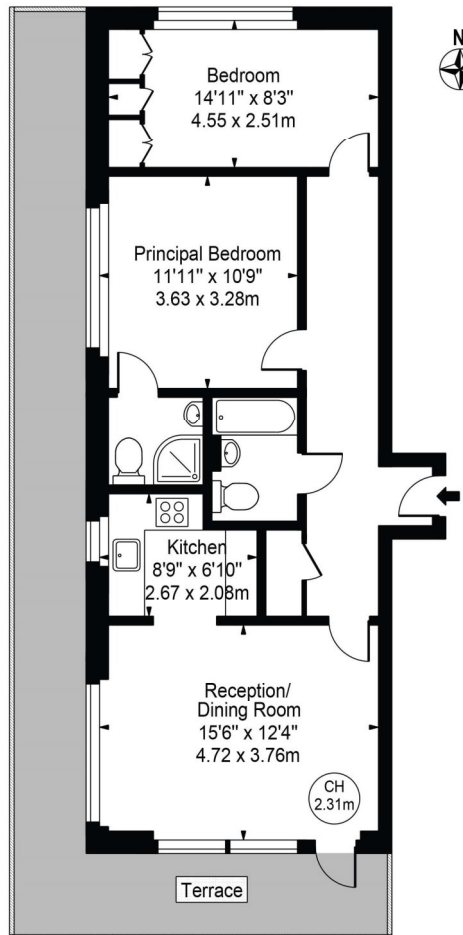 N
Bedroom
14'11" x 8'3"
4.55 x 2.51m
Principal Bedroom
11'11" x 10'9"
3.63 x 3.28m
Kitchen
8'9" x 6'10"
2.67 x 2.08m
Reception/
Dining Room
15'6" x 12'4"
4.72 x 3.76m
CH
2.31m
Terrace